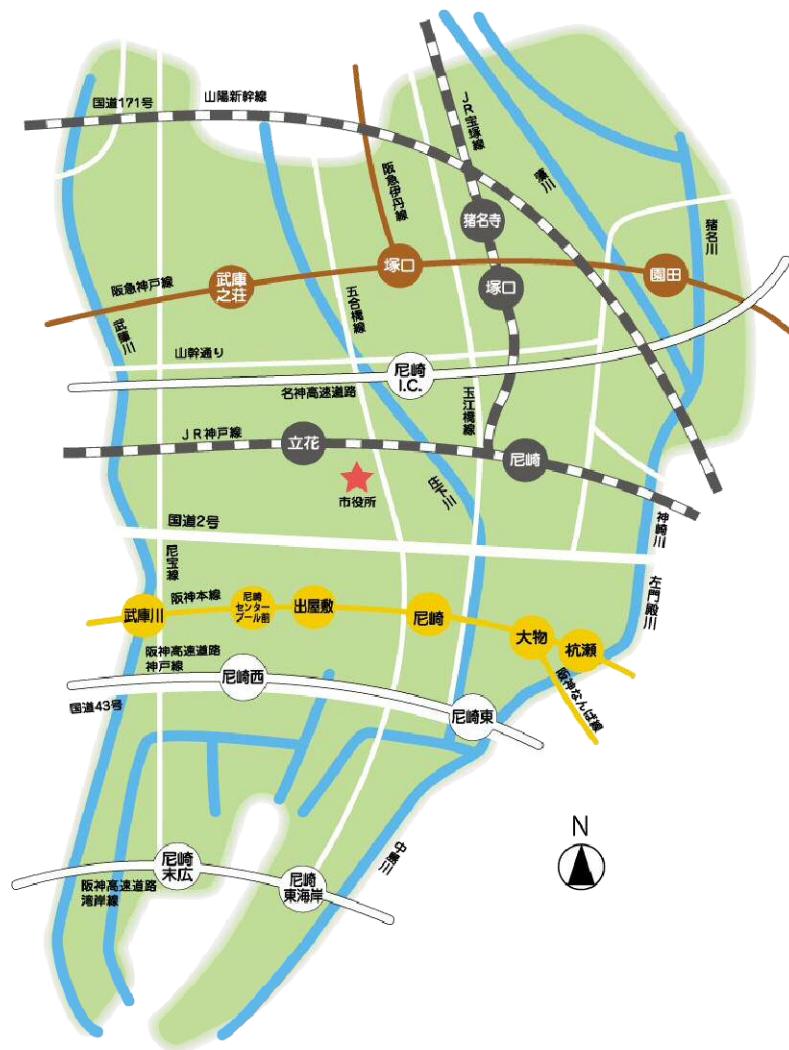 山陽新幹線
国道171号
JR宝塚線
阪急伊丹線
藻川
猪名川
猪名寺
塚口
園田
武庫
之荘
阪急神戸線
塚口
武庫川
五合橋線
山幹通り
尼崎
I.C.
名神高速道路
玉江橋線
JR神戸線
立花
尼崎
市役所
庄下川
神崎川
国道2号
尼宝線
左門殿川
阪神本線
武庫川
尼崎
センター
プール前
出屋敷
尼崎
大物
杭瀬
阪神高速道路
神戸線
尼崎西
阪神なんば線
国道43号
尼崎東
N
中島川
尼崎
末広
尼崎
東海岸
阪神高速道路
湾岸線